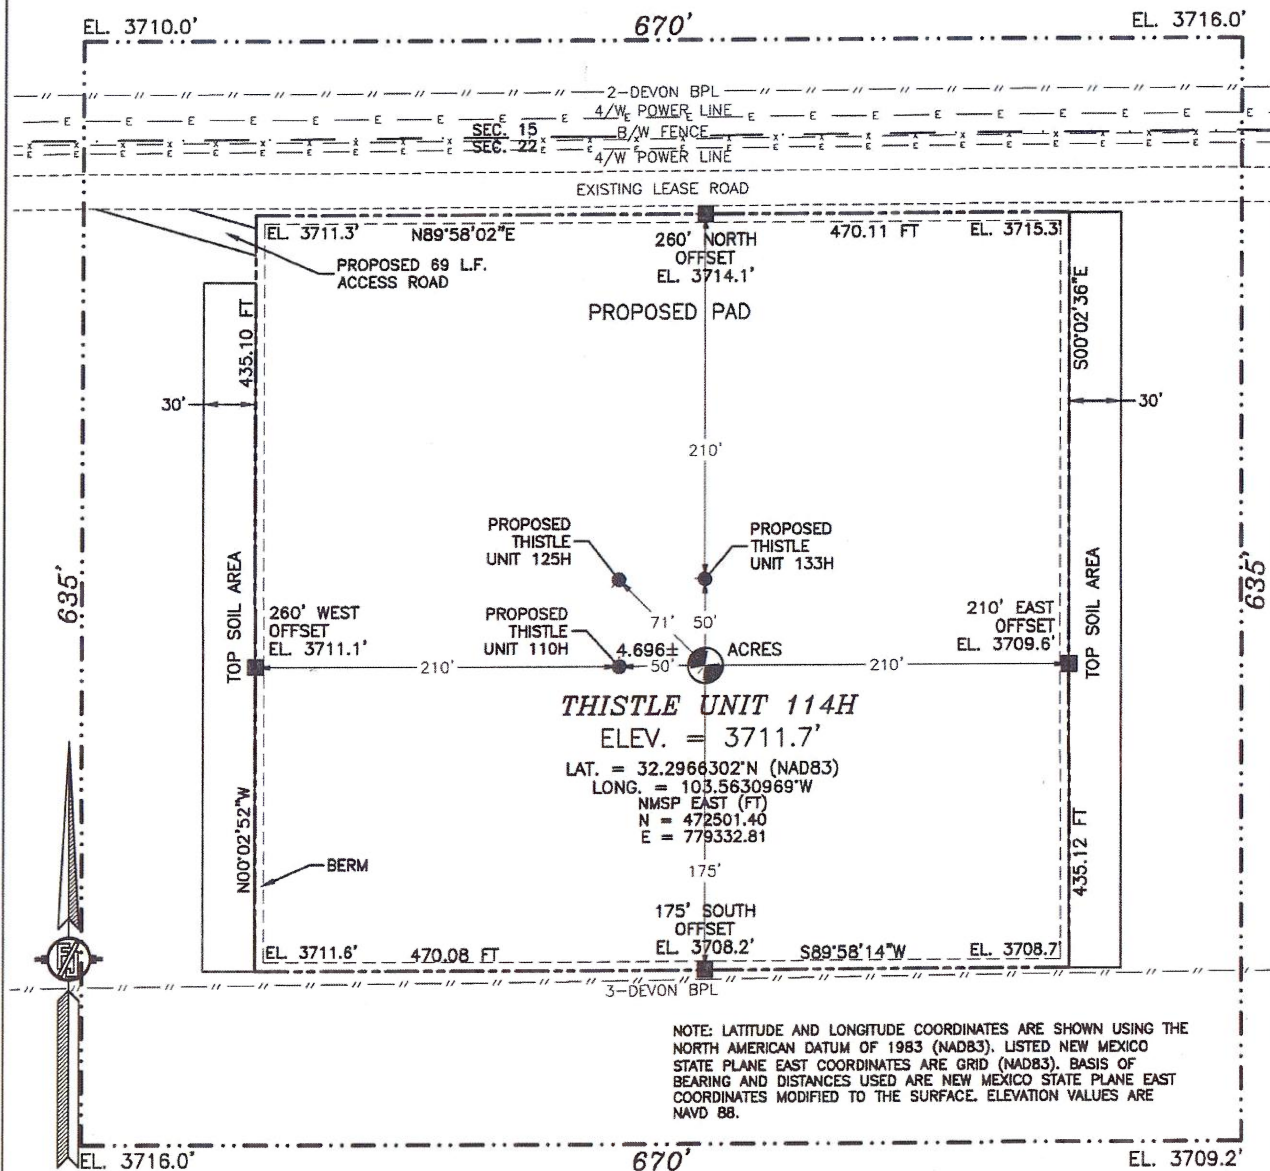 EL. 3710.0'
670'
EL. 3716.0'
2-DEVON BPL
4/W POWER LINE
SEC. 15
B/W FENCE
SEC. 22
4/W POWER LINE
EXISTING LEASE ROAD
EL. 3711.3'
N89°58'02"E
260' NORTH
OFFSET
EL. 3714.1'
470.11 FT
EL. 3715.3'
PROPOSED 69 L.F.
ACCESS ROAD
PROPOSED PAD
435.10 FT
S00°02'36"E
30'
30'
210'
PROPOSED
THISTLE
UNIT 125H
PROPOSED
THISTLE
UNIT 133H
635'
TOP SOIL AREA
260' WEST
OFFSET
EL. 3711.1'
PROPOSED
THISTLE
UNIT 110H
71'
50'
4.696± ACRES
210'
50'
210'
210' EAST
OFFSET
EL. 3709.6'
TOP SOIL AREA
635'
THISTLE UNIT 114H
ELEV. = 3711.7'
LAT. = 32.2966302°N (NAD83)
LONG. = 103.5630969°W
NMSP EAST (FT)
N = 472501.40
E = 779332.81
N00°02'52"W
BERM
175'
435.12 FT
175' SOUTH
OFFSET
EL. 3708.2'
EL. 3711.6'
470.08 FT
S89°58'14"W
EL. 3708.7'
3-DEVON BPL
NOTE: LATITUDE AND LONGITUDE COORDINATES ARE SHOWN USING THE
NORTH AMERICAN DATUM OF 1983 (NAD83). LISTED NEW MEXICO
STATE PLANE EAST COORDINATES ARE GRID (NAD83). BASIS OF
BEARING AND DISTANCES USED ARE NEW MEXICO STATE PLANE EAST
COORDINATES MODIFIED TO THE SURFACE. ELEVATION VALUES ARE
NAVD 88.
EL. 3716.0'
670'
EL. 3709.2'